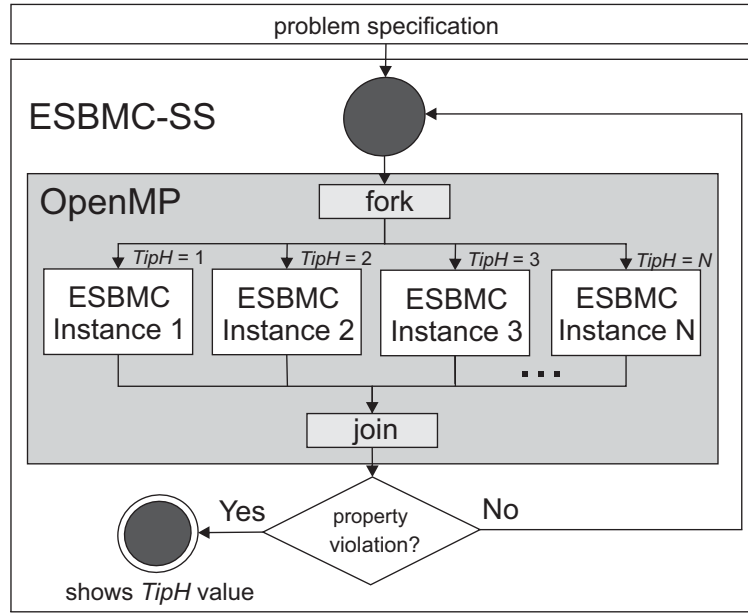 problem specification
ESBMC-SS
OpenMP
fork
TipH = 1
TipH = 2
TipH = 3
TipH = N
ESBMC
Instance 1
ESBMC
Instance 2
ESBMC
Instance 3
ESBMC
Instance N
...
join
Yes
property
violation?
No
shows TipH value